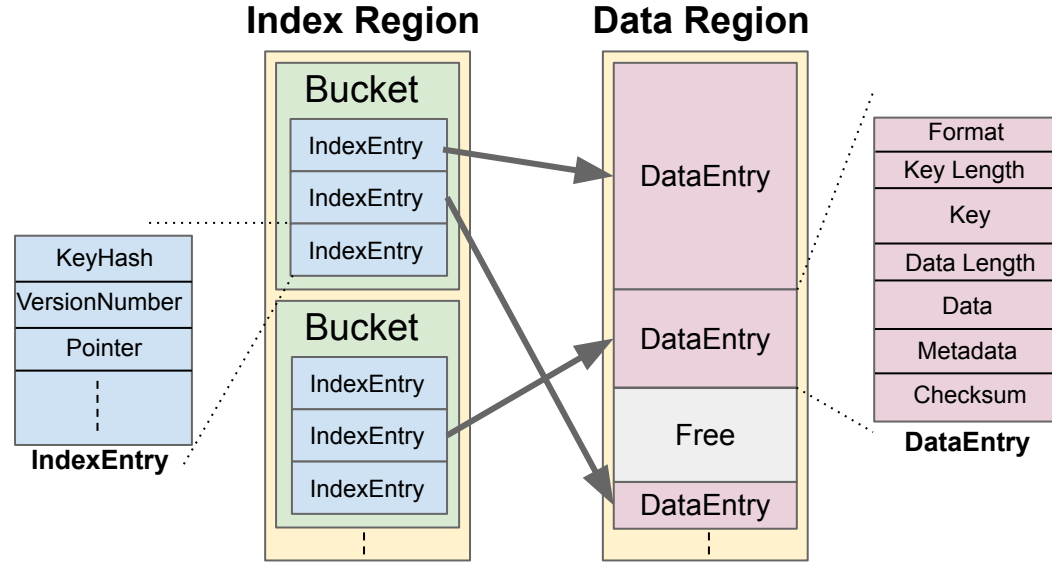 Index Region
Data Region
Bucket
IndexEntry
IndexEntry
IndexEntry
Bucket
IndexEntry
IndexEntry
IndexEntry
DataEntry
DataEntry
Free
DataEntry
KeyHash
VersionNumber
Pointer
IndexEntry
Format
Key Length
Key
Data Length
Data
Metadata
Checksum
DataEntry